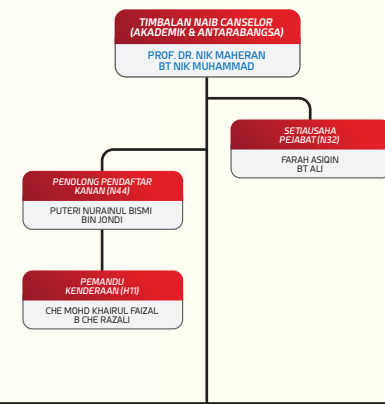 TIMBALAN NAIB CANSELOR
(AKADEMIK & ANTARABANGSA)
PROF. DR. NIK MAHERAN
BT NIK MUHAMMAD
SETIAUSAHA
PEJABAT (N32)
FARAH ASIQIN
BT ALI
PENOLONG PENDAFTAR
KANAN (N44)
PUTERI NURAINUL BISMI
BIN JONDI
PEMANDU
KENDERAAN (H11)
CHE MOHD KHAIRUL FAIZAL
B CHE RAZALI